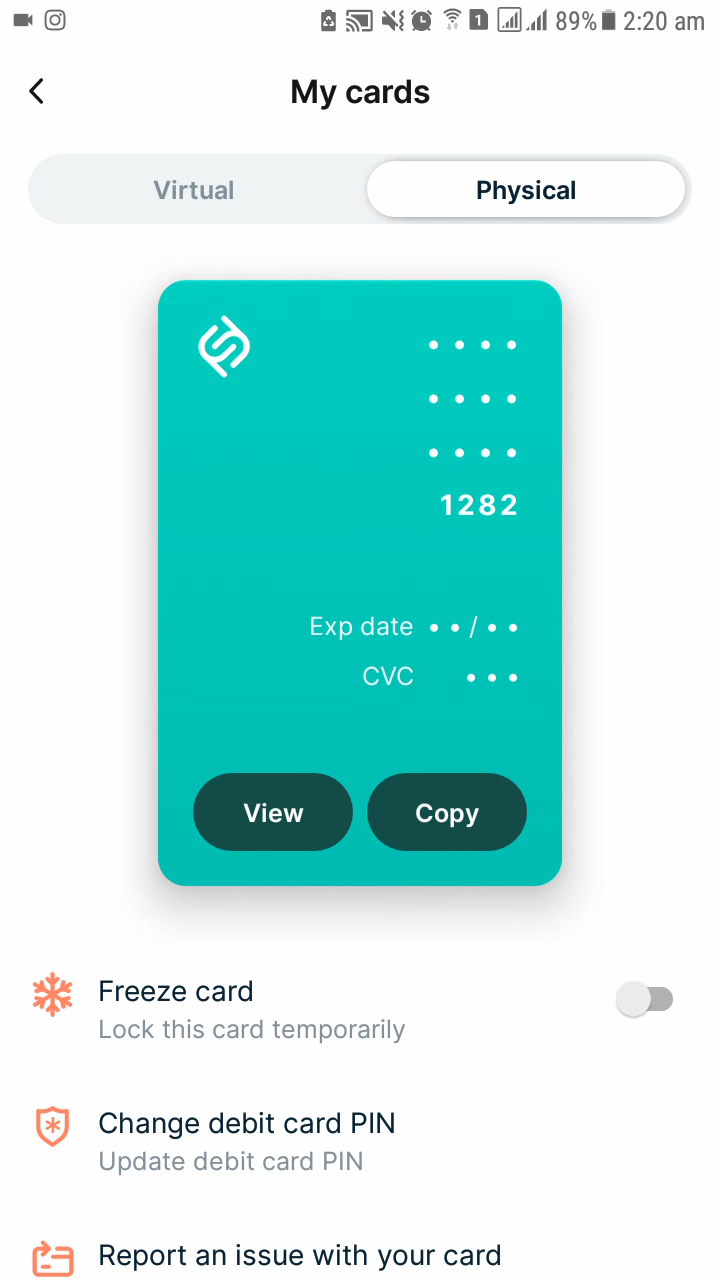 1 89% 2:20 am
My cards
Virtual Physical
• • • •
• • • •
• • • •
1282
Exp date • • / • •
CVC • • •
View Copy
Freeze card
Lock this card temporarily
Change debit card PIN
Update debit card PIN
Report an issue with your card